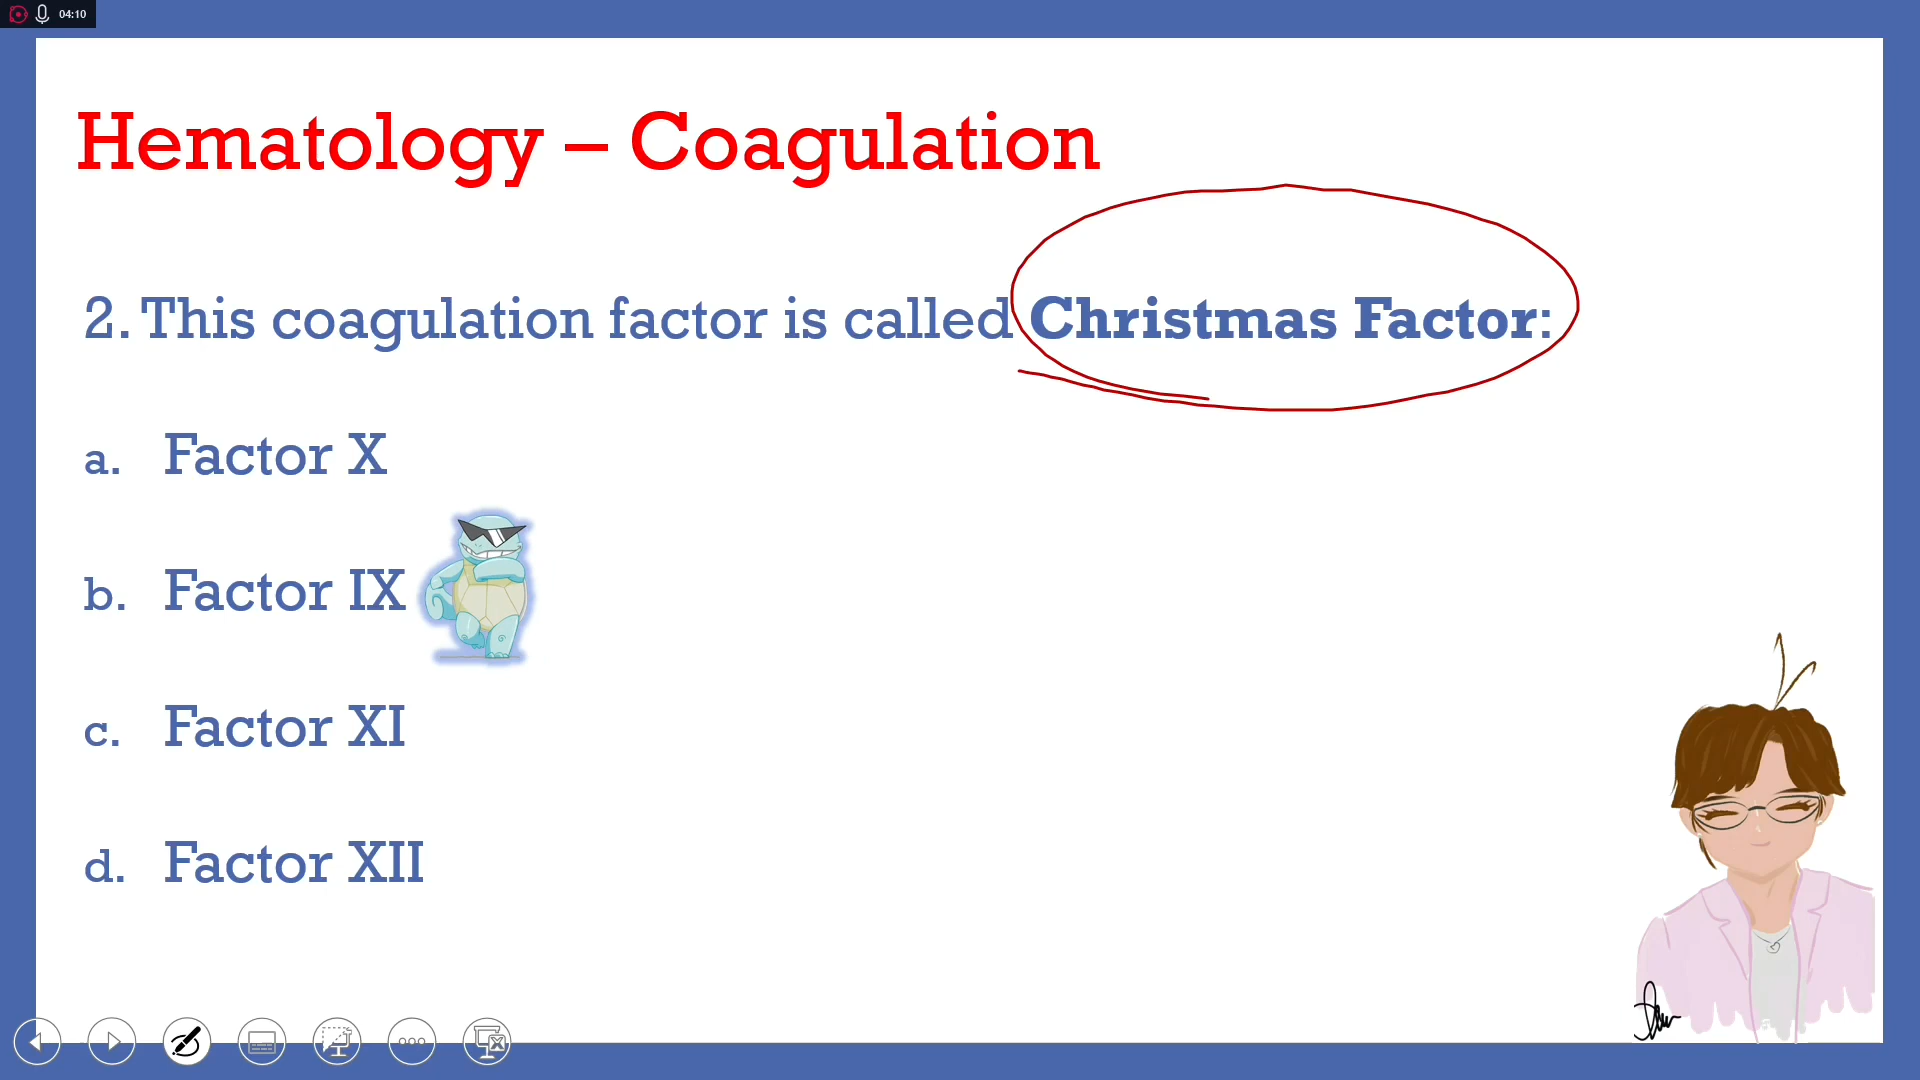 04:10
Hematology – Coagulation
2. This coagulation factor is called Christmas Factor:
a. Factor X
b. Factor IX
c. Factor XI
d. Factor XII